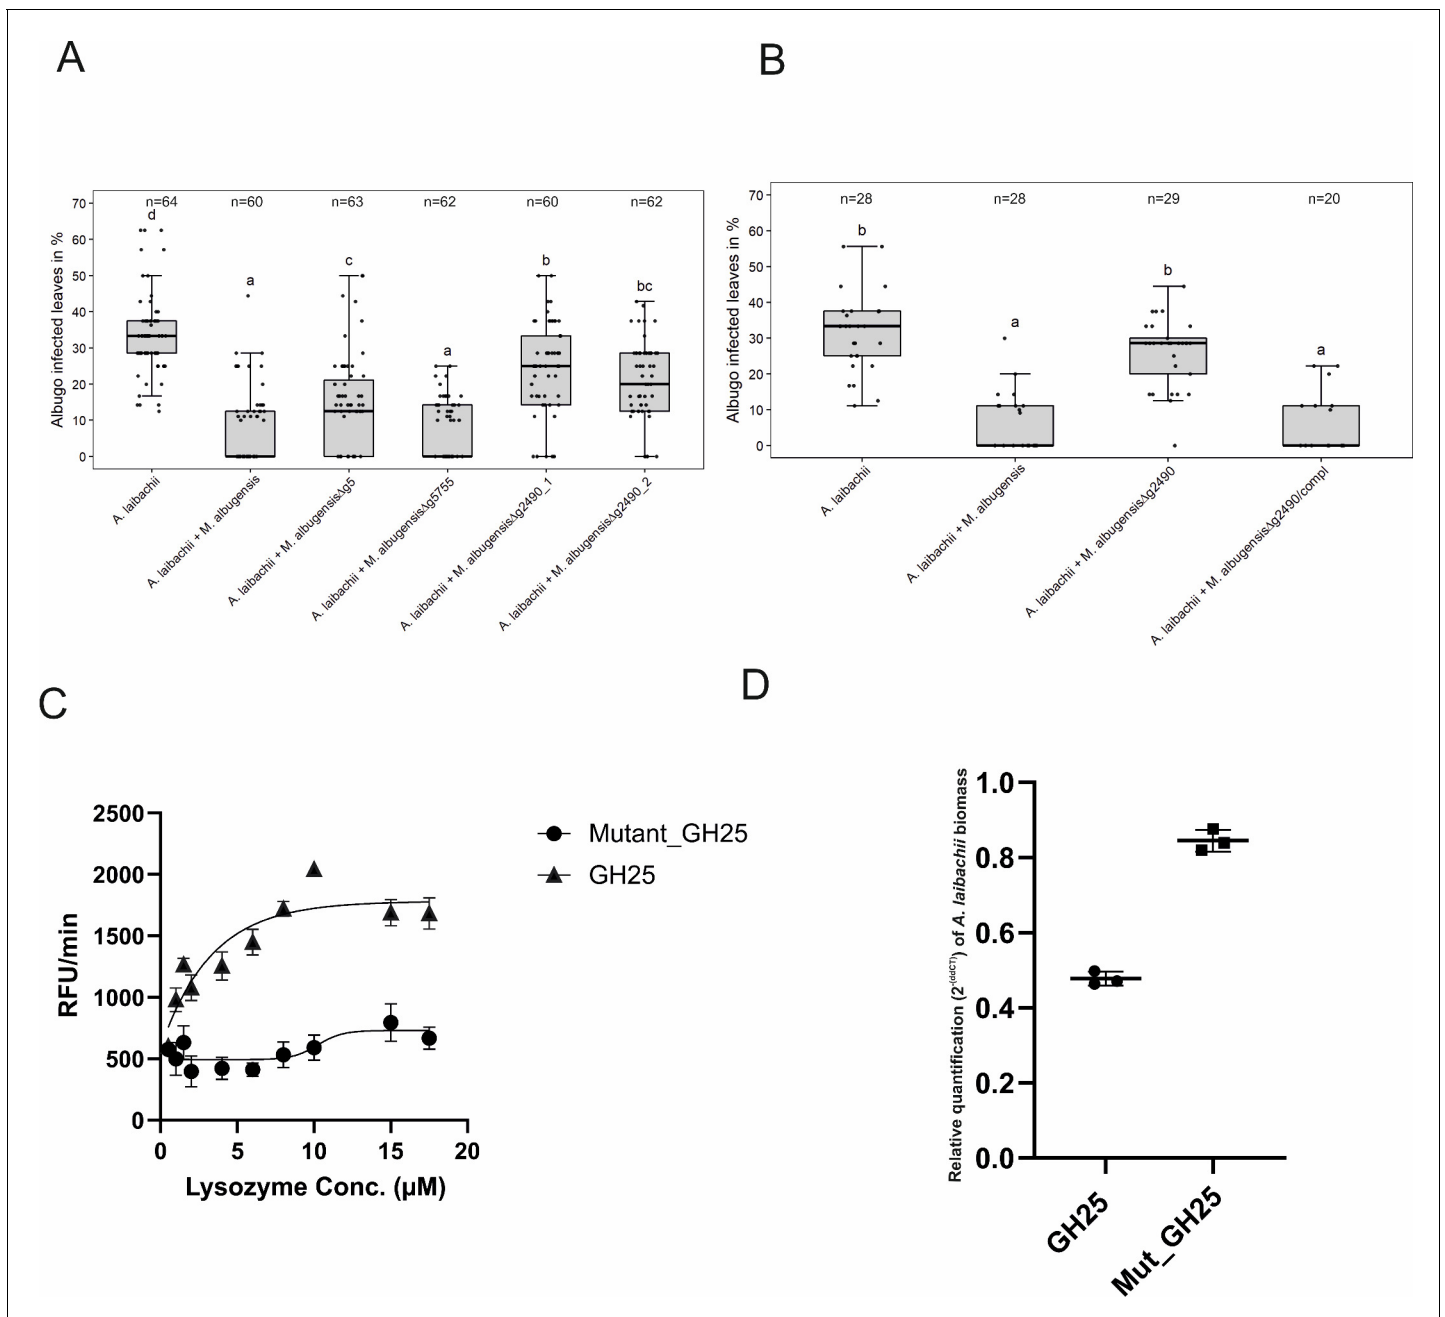 A
B
n=64 n=60 n=63 n=62 n=60 n=62
d a c a b bc
Albugo infected leaves in %
70
60
50
40
30
20
10
0
A. laibachii
A. laibachii + M. albugensis
A. laibachii + M. albugensisΔg5
A. laibachii + M. albugensisΔg5755
A. laibachii + M. albugensisΔg2490_1
A. laibachii + M. albugensisΔg2490_2
n=28 n=28 n=29 n=20
b a b a
Albugo infected leaves in %
70
60
50
40
30
20
10
0
A. laibachii
A. laibachii + M. albugensis
A. laibachii + M. albugensisΔg2490
A. laibachii + M. albugensisΔg2490/compl
C
D
RFU/min
2500
2000
1500
1000
500
0
0 5 10 15 20
Lysozyme Conc. (µM)
Mutant_GH25
GH25
Relative quantification (2-(ddCT)) of A. laibachii biomass
1.0
0.8
0.6
0.4
0.2
0.0
GH25
Mut_GH25